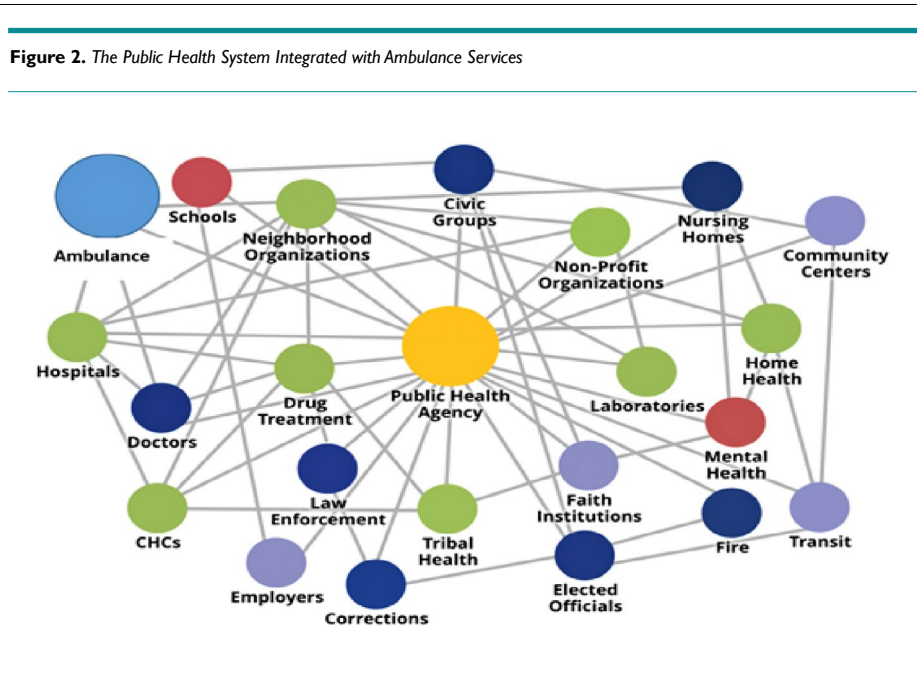 Figure 2. The Public Health System Integrated with Ambulance Services
Ambulance
Schools
Neighborhood
Organizations
Civic
Groups
Non-Profit
Organizations
Nursing
Homes
Community
Centers
Hospitals
Doctors
Drug
Treatment
Public Health
Agency
Laboratories
Home
Health
Mental
Health
CHCs
Law
Enforcement
Tribal
Health
Faith
Institutions
Fire
Transit
Employers
Corrections
Elected
Officials